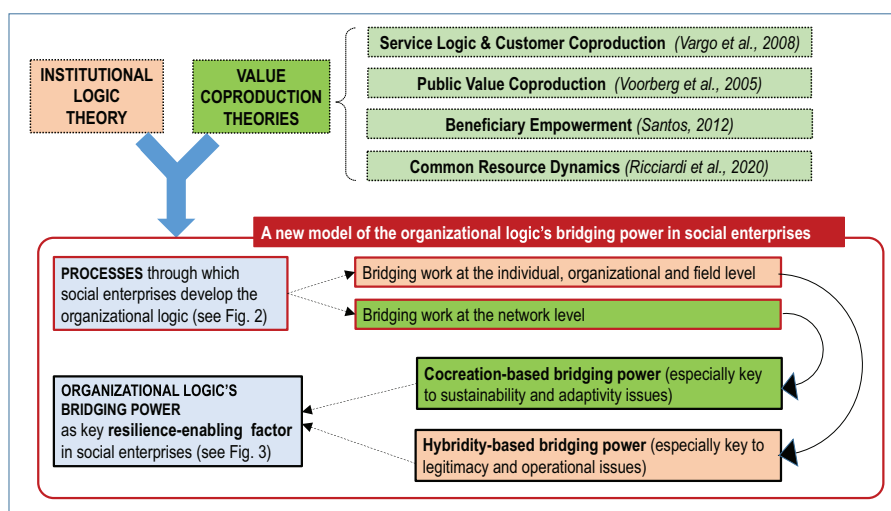 INSTITUTIONAL
LOGIC
THEORY
VALUE
COPRODUCTION
THEORIES
Service Logic & Customer Coproduction (Vargo et al., 2008)
Public Value Coproduction (Voorberg et al., 2005)
Beneficiary Empowerment (Santos, 2012)
Common Resource Dynamics (Ricciardi et al., 2020)
A new model of the organizational logic's bridging power in social enterprises
PROCESSES through which
social enterprises develop the
organizational logic (see Fig. 2)
Bridging work at the individual, organizational and field level
Bridging work at the network level
ORGANIZATIONAL LOGIC'S
BRIDGING POWER
as key resilience-enabling factor
in social enterprises (see Fig. 3)
Cocreation-based bridging power (especially key
to sustainability and adaptivity issues)
Hybridity-based bridging power (especially key to
legitimacy and operational issues)